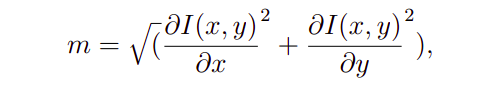 m = √(∂I(x, y)²/∂x + ∂I(x, y)²/∂y),